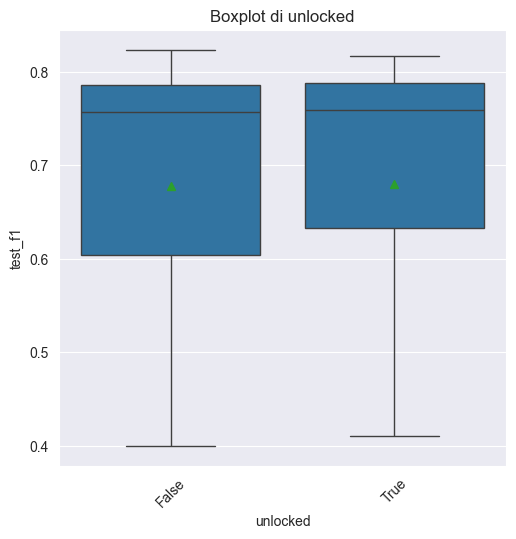 Boxplot di unlocked
test_f1
0.8
0.7
0.6
0.5
0.4
False
True
unlocked